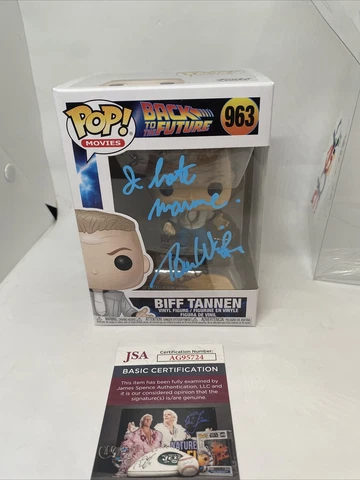 POP!
MOVIES
BACK
TO THE FUTURE
963
I hate
manure.
BIFF TANNEN
VINYL FIGURE / FIGURINE EN VINYLE
FIGURA DE VINIL
JSA
Certification Number:
AG95724
BASIC CERTIFICATION
This item has been fully examined by
James Spence Authentication, LLC and
it is our considered opinion that the
signature(s) is/are genuine.